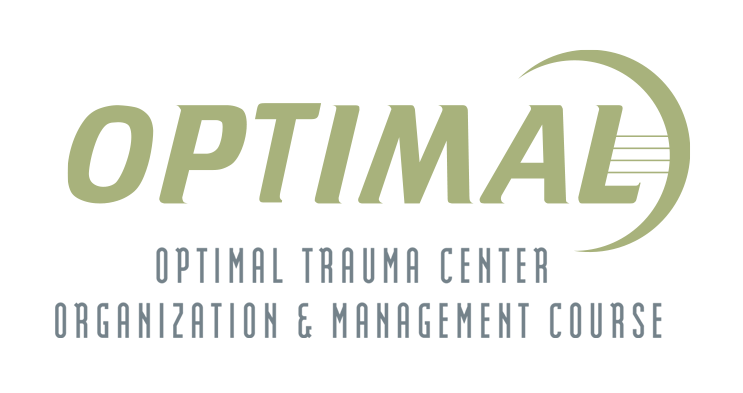 OPTIMAL
OPTIMAL TRAUMA CENTER
ORGANIZATION & MANAGEMENT COURSE